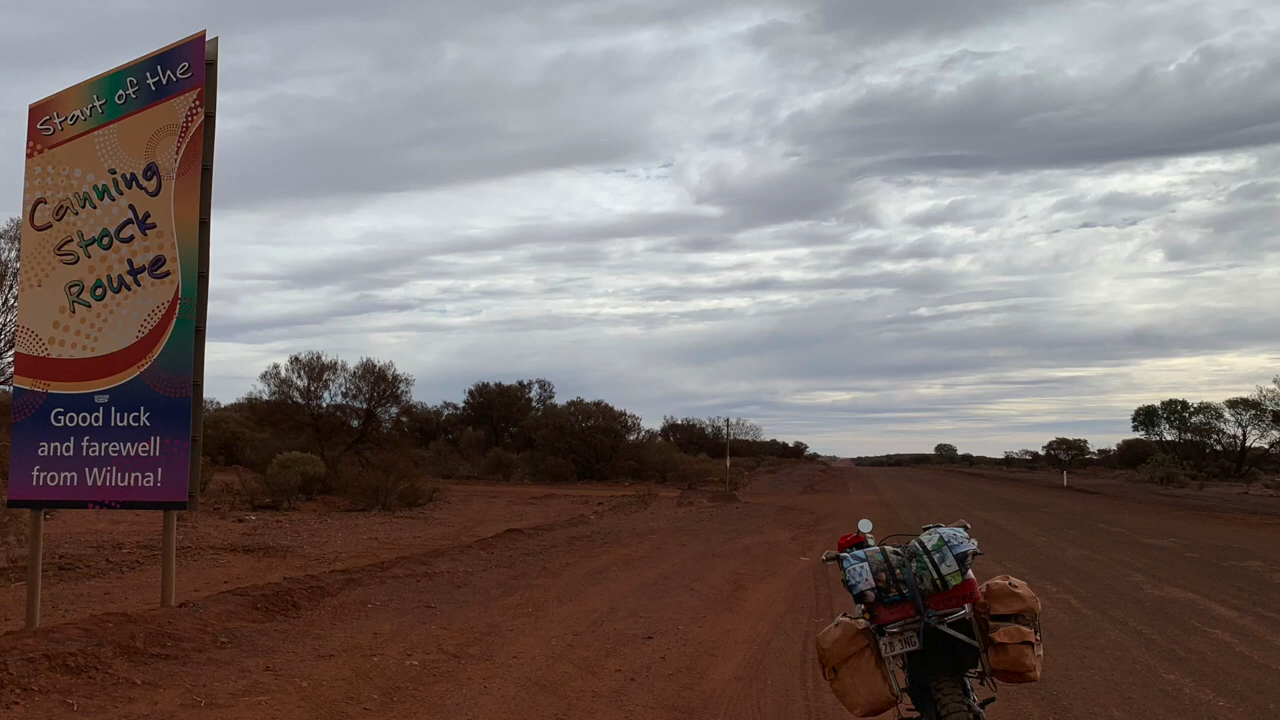 Start of the
Canning
Stock
Route
Good luck
and farewell
from Wiluna!